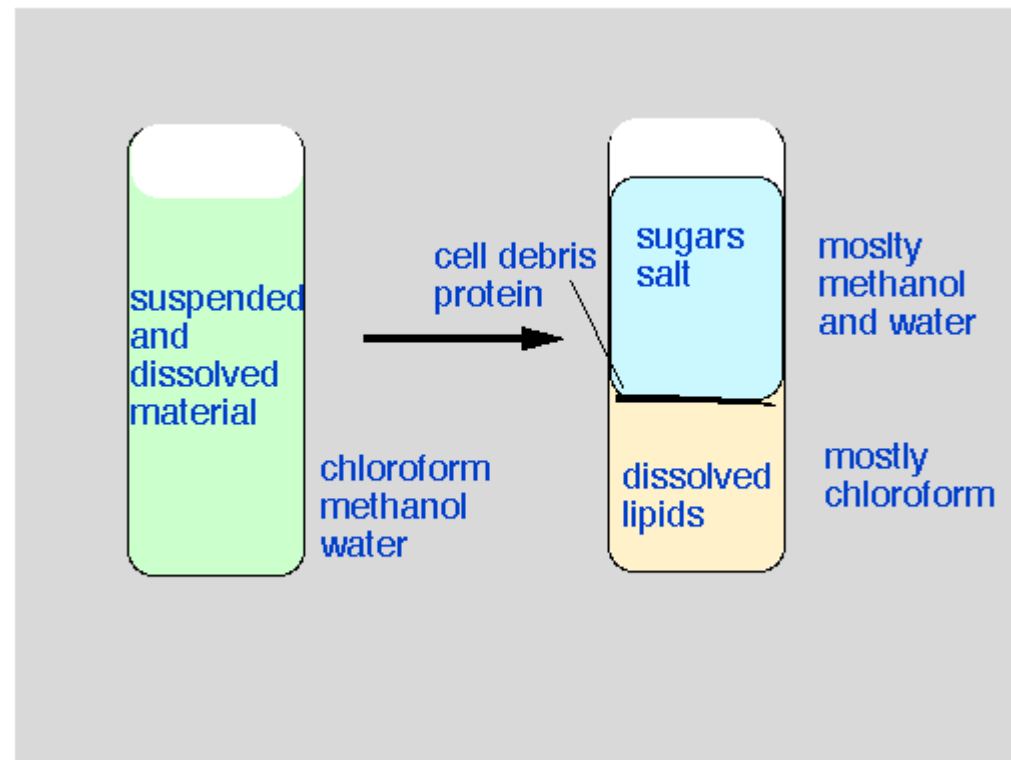 suspended
and
dissolved
material
chloroform
methanol
water
cell debris
protein
sugars
salt
moslty
methanol
and water
dissolved
lipids
mostly
chloroform